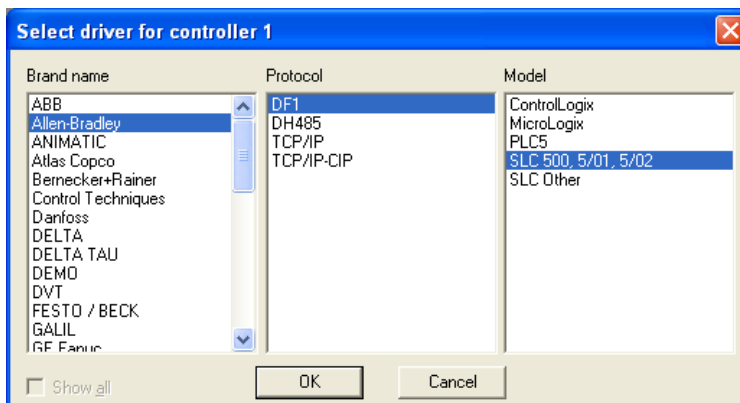 Select driver for controller 1
Brand name
ABB
Allen-Bradley
ANIMATIC
Atlas Copco
Bernecker+Rainer
Control Techniques
Danfoss
DELTA
DELTA TAU
DEMO
DVT
FESTO / BECK
GALIL
GE Fanuc
Protocol
DF1
DH485
TCP/IP
TCP/IP-CIP
Model
ControlLogix
MicroLogix
PLC5
SLC 500, 5/01, 5/02
SLC Other
Show all
OK
Cancel